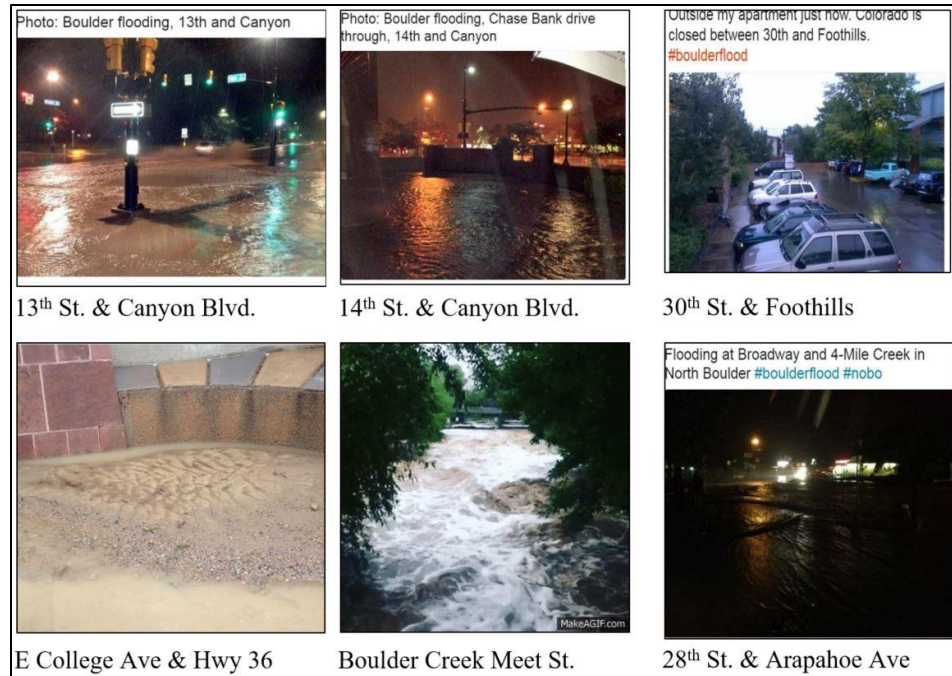 Photo: Boulder flooding, 13th and Canyon
Photo: Boulder flooding, Chase Bank drive
through, 14th and Canyon
Outside my apartment just now. Colorado is
closed between 30th and Foothills.
#boulderflood
13th St. & Canyon Blvd.
14th St. & Canyon Blvd.
30th St. & Foothills
Flooding at Broadway and 4-Mile Creek in
North Boulder #boulderflood #nobo
MakeAGIF.com
E College Ave & Hwy 36
Boulder Creek Meet St.
28th St. & Arapahoe Ave